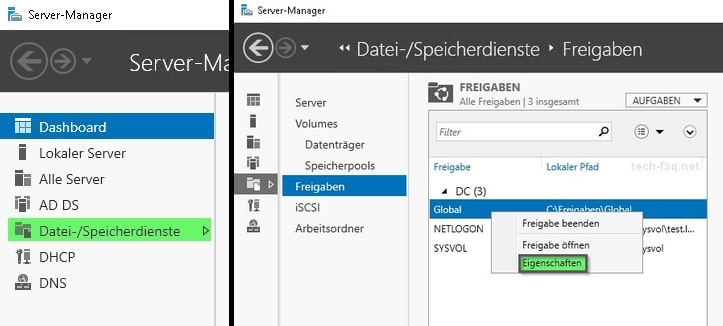 Server-Manager
Server-Ma
Dashboard
Lokaler Server
Alle Server
AD DS
Datei-/Speicherdienste
DHCP
DNS
Server-Manager
Datei-/Speicherdienste Freigaben
Server
Volumes
Datenträger
Speicherpools
Freigaben
iSCSI
Arbeitsordner
FREIGABEN
Alle Freigaben | 3 insgesamt
AUFGABEN
Filter
Freigabe Lokaler Pfad
tech-faq.net
DC (3)
Global C:\Freigaben\Global
NETLOGON ysvol\test.l...
SYSVOL ysvol
Freigabe beenden
Freigabe öffnen
Eigenschaften